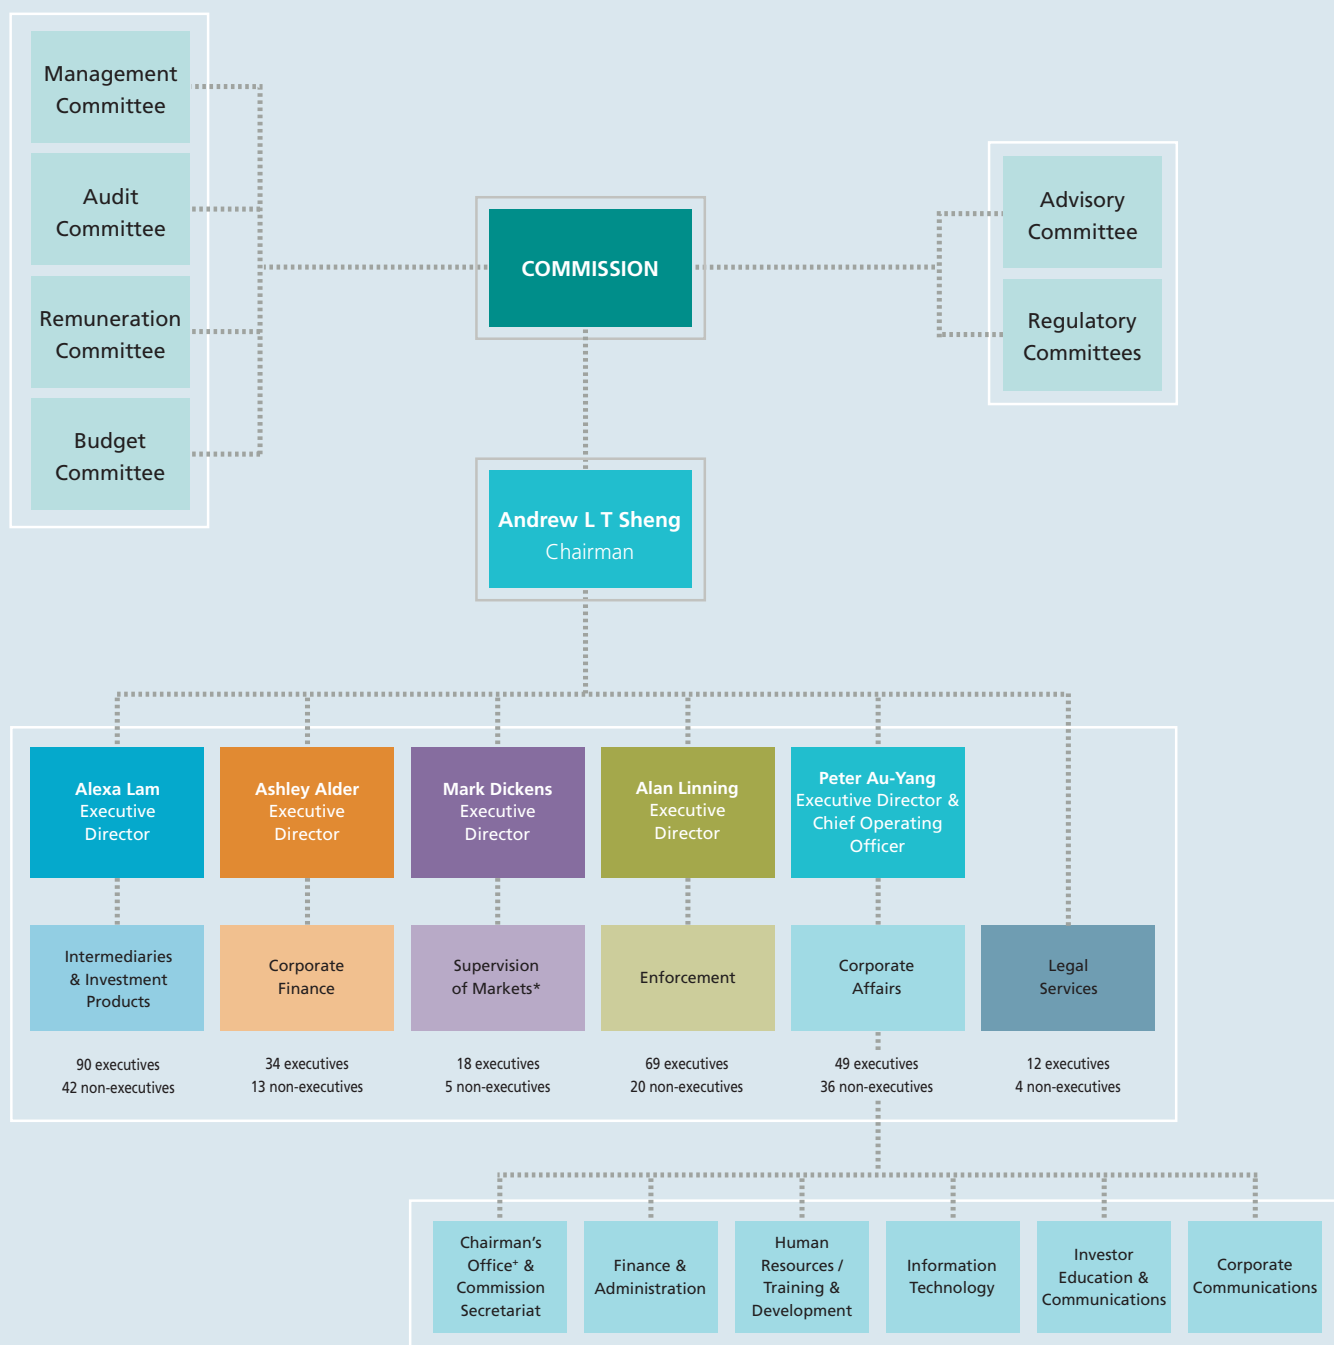 Management
Committee
Audit
Committee
Remuneration
Committee
Budget
Committee
COMMISSION
Advisory
Committee
Regulatory
Committees
Andrew L T Sheng
Chairman
Alexa Lam
Executive
Director
Ashley Alder
Executive
Director
Mark Dickens
Executive
Director
Alan Linning
Executive
Director
Peter Au-Yang
Executive Director &
Chief Operating
Officer
Intermediaries
& Investment
Products
Corporate
Finance
Supervision
of Markets*
Enforcement
Corporate
Affairs
Legal
Services
90 executives
42 non-executives
34 executives
13 non-executives
18 executives
5 non-executives
69 executives
20 non-executives
49 executives
36 non-executives
12 executives
4 non-executives
Chairman’s
Office+ &
Commission
Secretariat
Finance &
Administration
Human
Resources /
Training &
Development
Information
Technology
Investor
Education &
Communications
Corporate
Communications